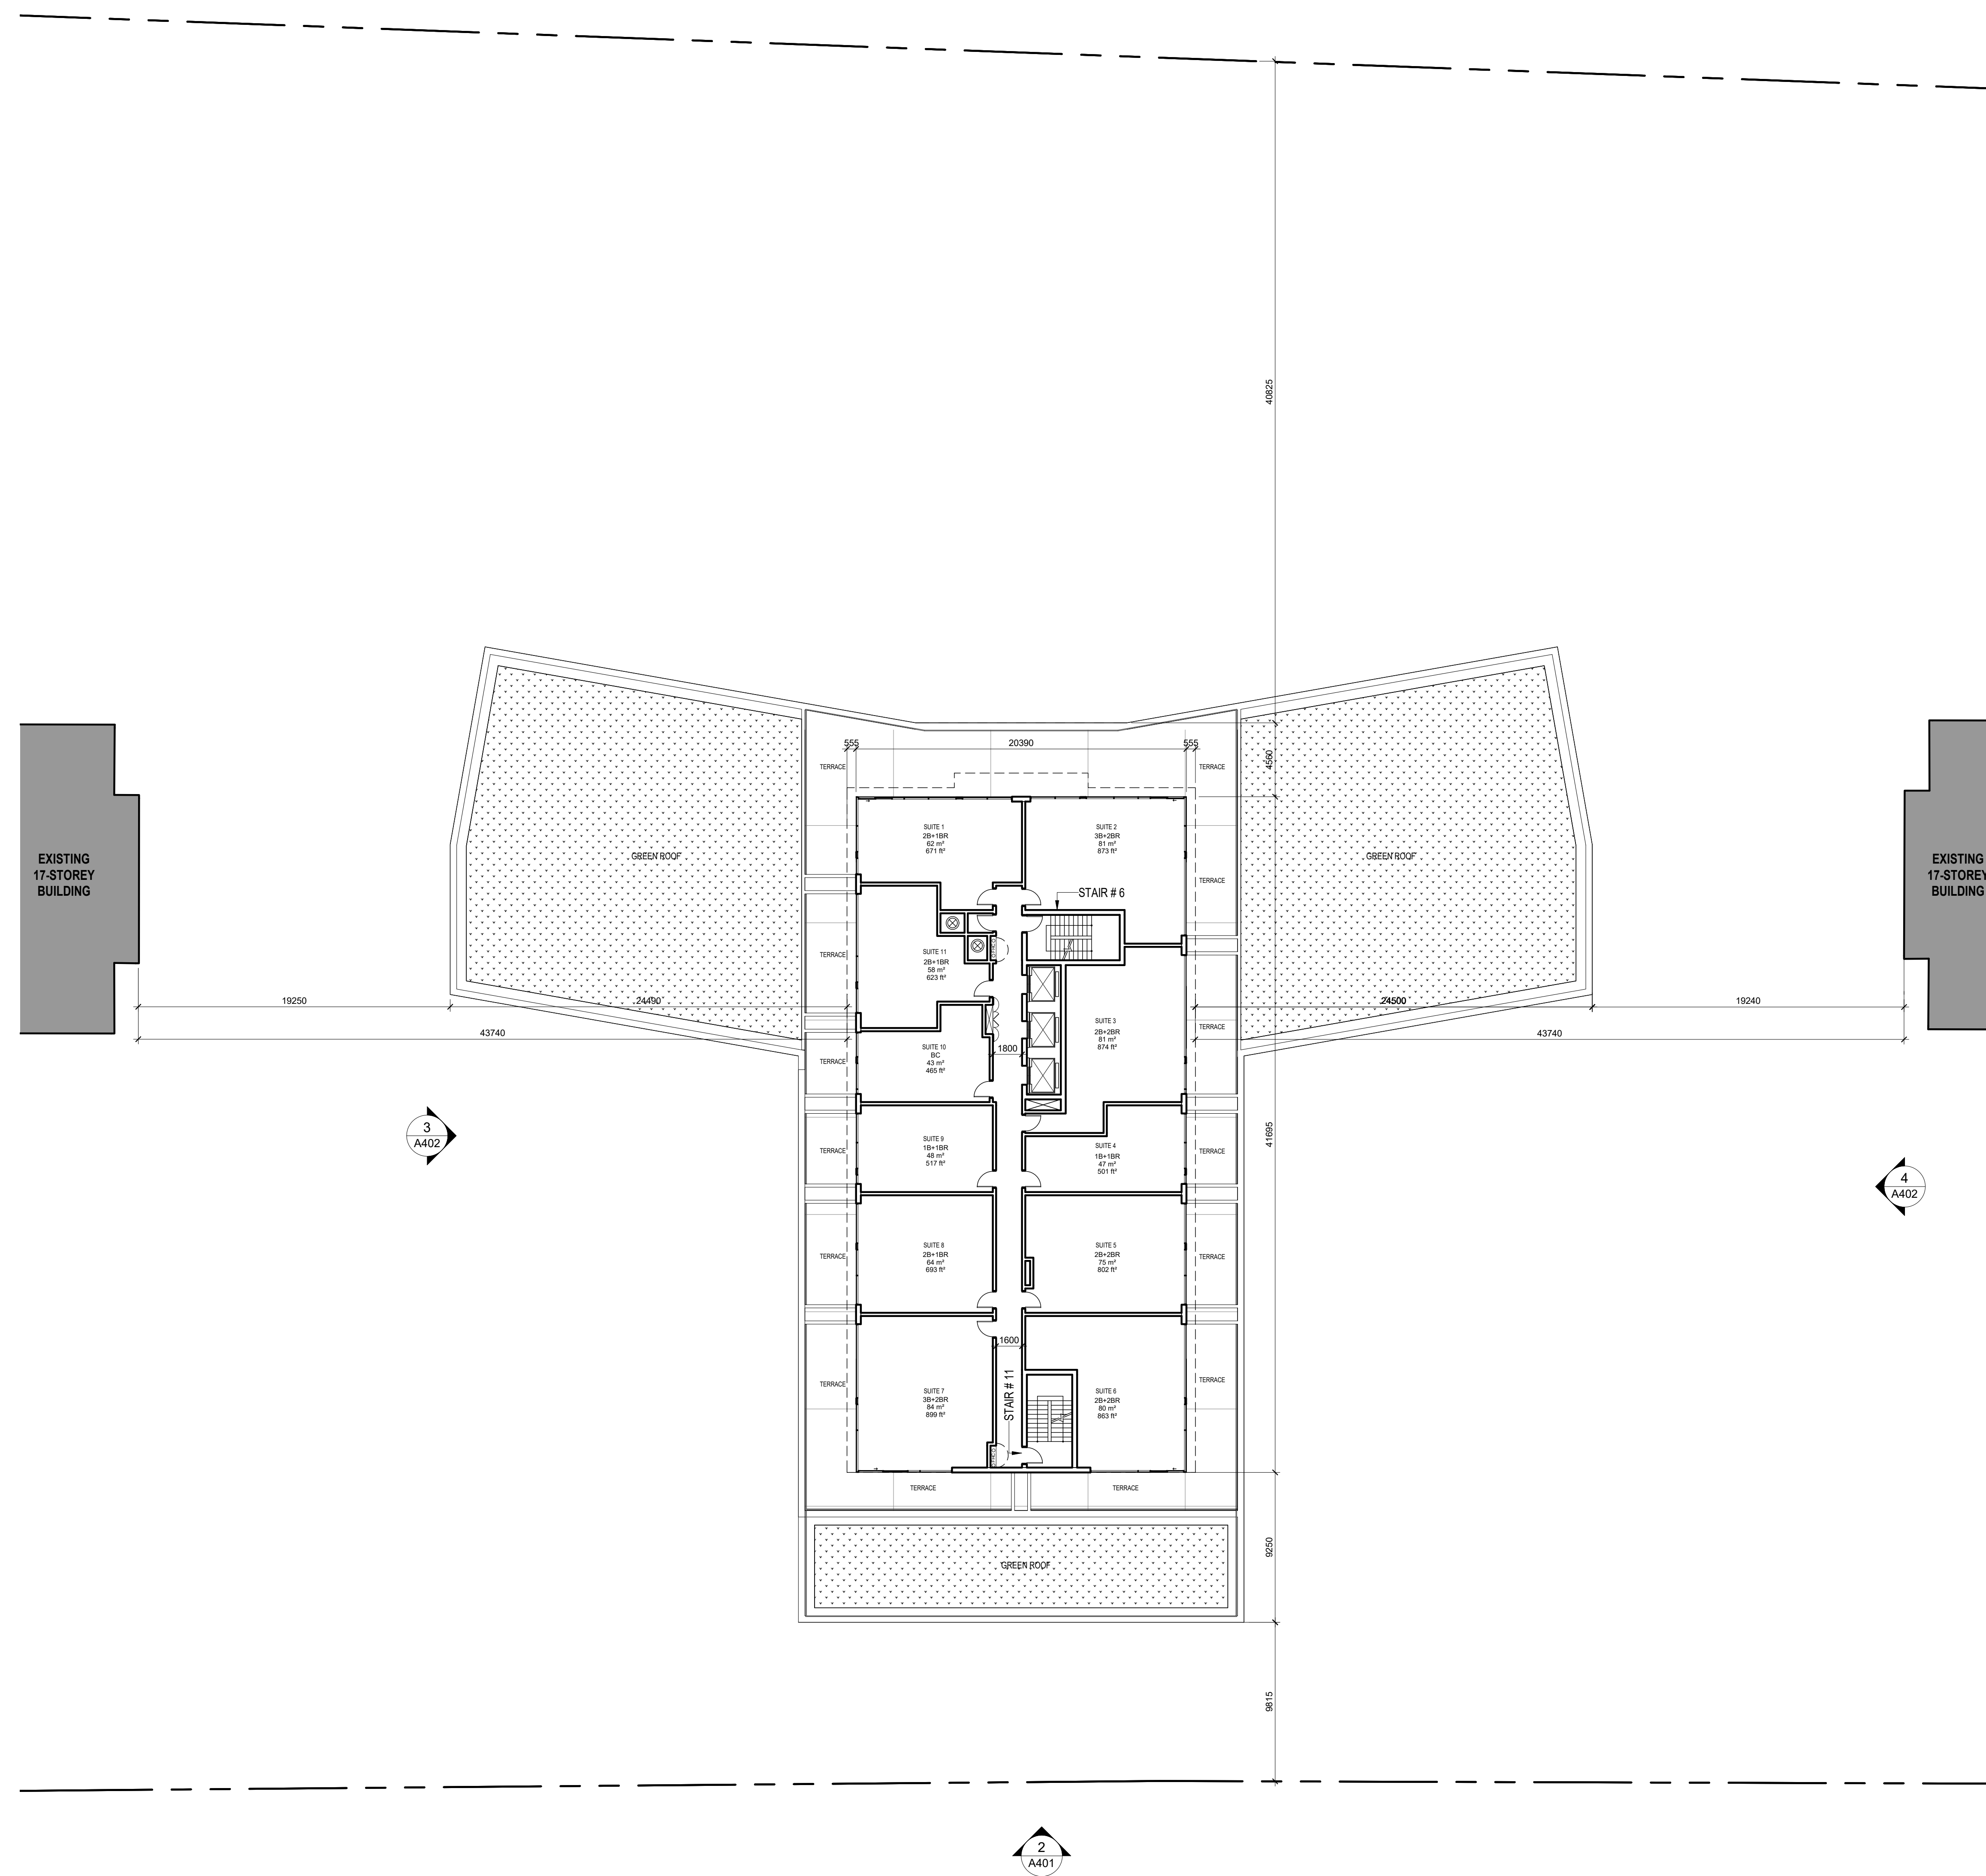 40825
555
20390
555
4560
TERRACE
TERRACE
SUITE 1
2B+1BR
62 m²
671 ft²
SUITE 2
3B+2BR
81 m²
873 ft²
EXISTING
17-STOREY
BUILDING
GREEN ROOF
GREEN ROOF
EXISTING
17-STOREY
BUILDING
TERRACE
TERRACE
STAIR # 6
TERRACE
SUITE 11
2B+1BR
58 m²
623 ft²
19250
24490
24500
19240
43740
43740
SUITE 3
2B+2BR
81 m²
874 ft²
TERRACE
TERRACE
SUITE 10
BC
43 m²
465 ft²
1800
3
A402
41695
TERRACE
SUITE 9
1B+1BR
48 m²
517 ft²
SUITE 4
1B+1BR
47 m²
501 ft²
TERRACE
4
A402
TERRACE
SUITE 8
2B+1BR
64 m²
693 ft²
SUITE 5
2B+2BR
75 m²
802 ft²
TERRACE
1600
TERRACE
SUITE 7
3B+2BR
84 m²
899 ft²
STAIR # 11
SUITE 6
2B+2BR
80 m²
863 ft²
TERRACE
TERRACE
TERRACE
9250
GREEN ROOF
9815
2
A401